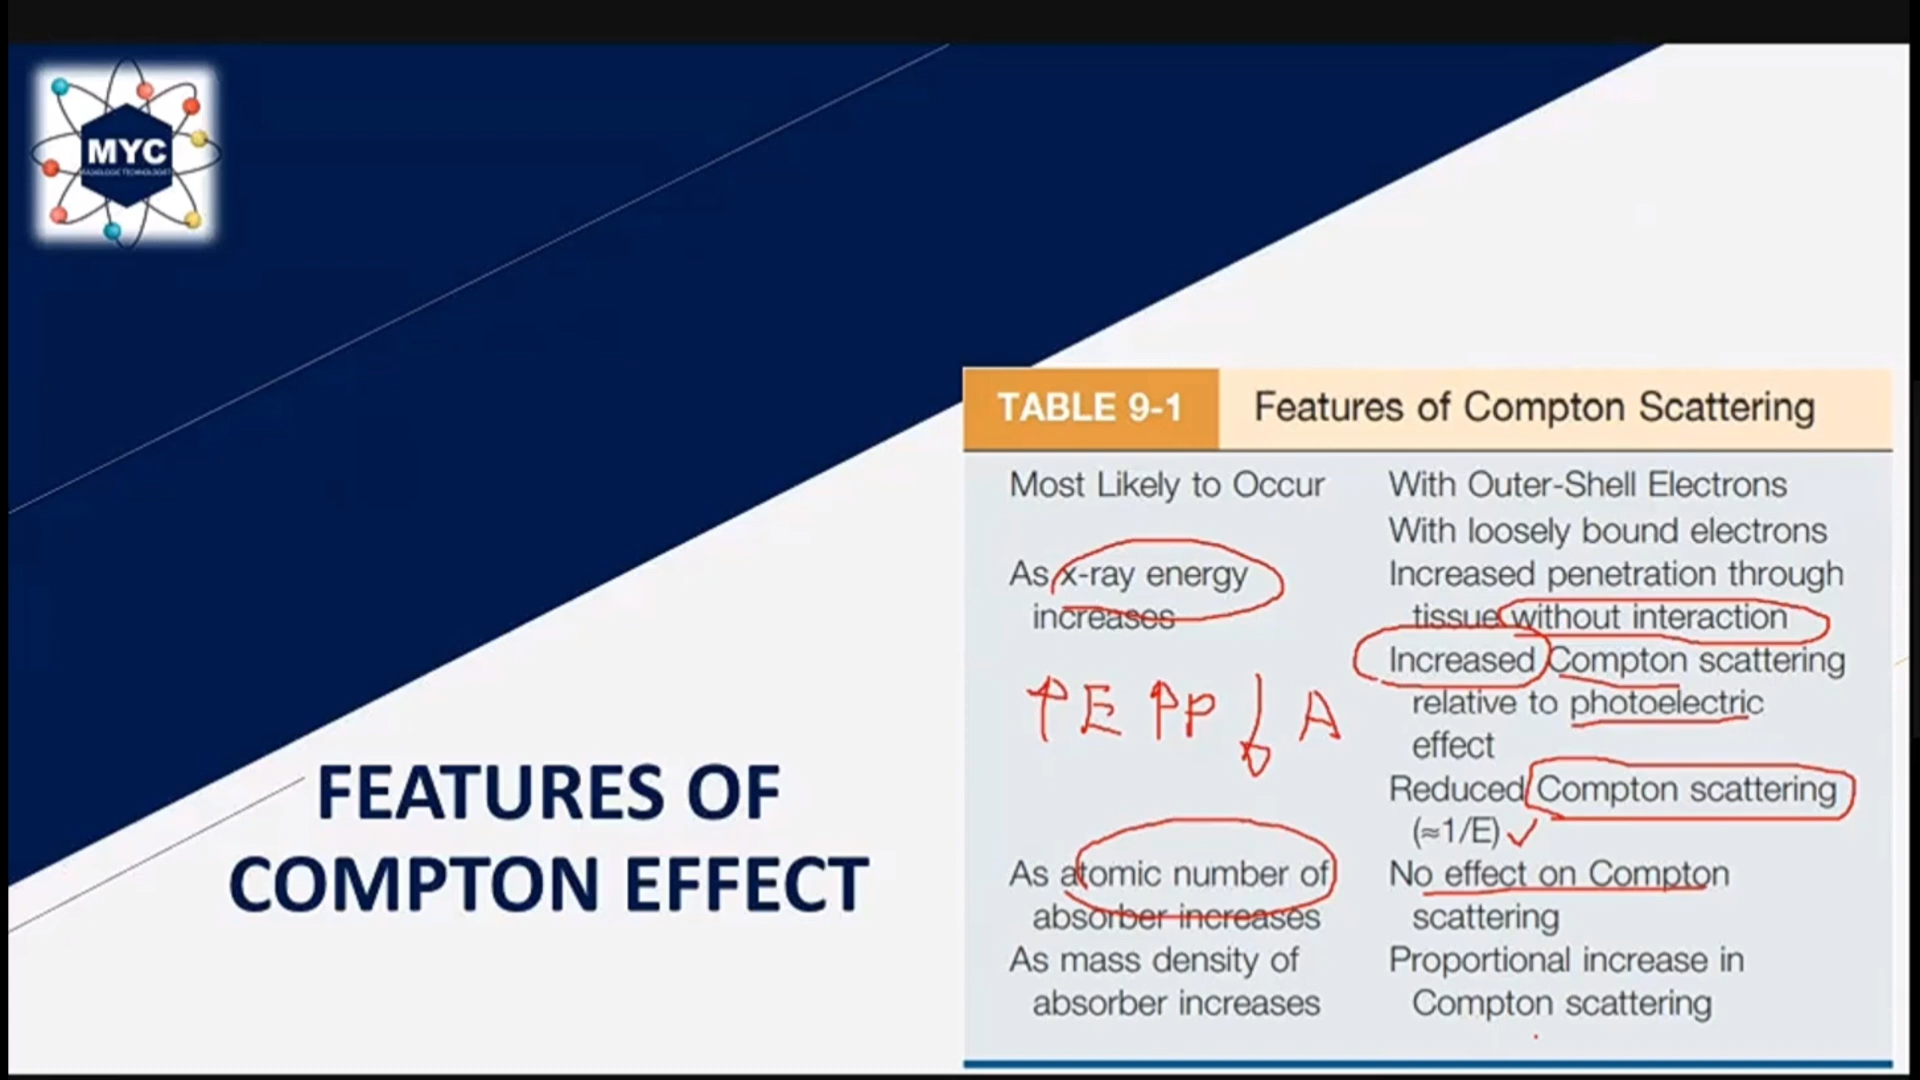 MYC
RADIOLOGIC TECHNOLOGIST
FEATURES OF
COMPTON EFFECT
TABLE 9-1 Features of Compton Scattering
Most Likely to Occur With Outer-Shell Electrons
With loosely bound electrons
As x-ray energy Increased penetration through
increases tissue without interaction
Increased Compton scattering
↑E ↑P ↓ A relative to photoelectric
effect
Reduced Compton scattering
(≈1/E) ✓
As atomic number of No effect on Compton
absorber increases scattering
As mass density of Proportional increase in
absorber increases Compton scattering